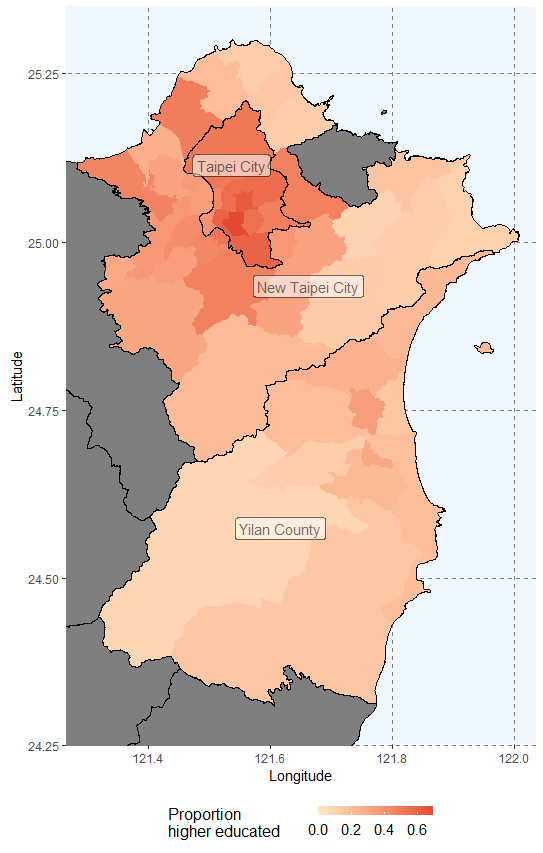 25.25
Taipei City
25.00
New Taipei City
Latitude
24.75
Yilan County
24.50
24.25
121.4 121.6 121.8 122.0
Longitude
Proportion
higher educated
0.0 0.2 0.4 0.6